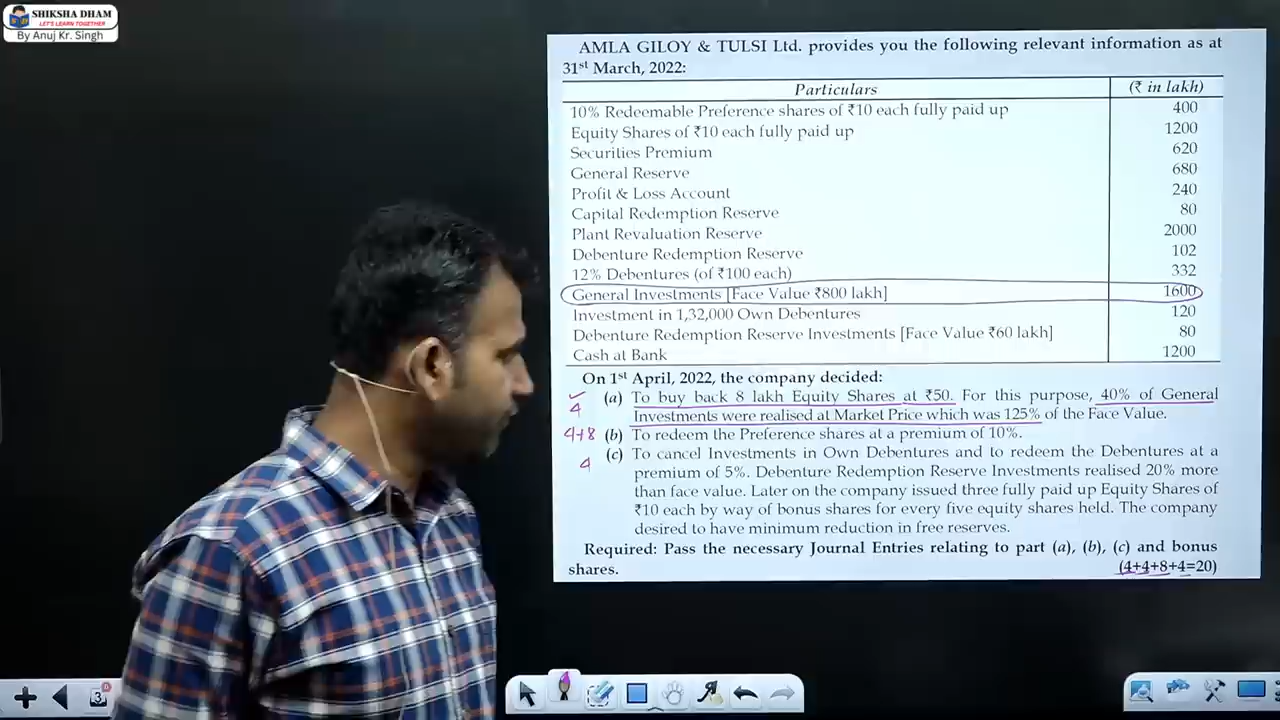 SHIKSHA DHAM
LET'S LEARN TOGETHER
By Anuj Kr. Singh
AMLA GILOY & TULSI Ltd. provides you the following relevant information as at
31st March, 2022:
Particulars (₹ in lakh)
10% Redeemable Preference shares of ₹10 each fully paid up 400
Equity Shares of ₹10 each fully paid up 1200
Securities Premium 620
General Reserve 680
Profit & Loss Account 240
Capital Redemption Reserve 80
Plant Revaluation Reserve 2000
Debenture Redemption Reserve 102
12% Debentures (of ₹100 each) 332
General Investments [Face Value ₹800 lakh] 1600
Investment in 1,32,000 Own Debentures 120
Debenture Redemption Reserve Investments [Face Value ₹60 lakh] 80
Cash at Bank 1200
On 1st April, 2022, the company decided:
(a) To buy back 8 lakh Equity Shares at ₹50. For this purpose, 40% of General
4 Investments were realised at Market Price which was 125% of the Face Value.
4+8 (b) To redeem the Preference shares at a premium of 10%.
4 (c) To cancel Investments in Own Debentures and to redeem the Debentures at a
premium of 5%. Debenture Redemption Reserve Investments realised 20% more
than face value. Later on the company issued three fully paid up Equity Shares of
₹10 each by way of bonus shares for every five equity shares held. The company
desired to have minimum reduction in free reserves.
Required: Pass the necessary Journal Entries relating to part (a), (b), (c) and bonus
shares. (4+4+8+4=20)